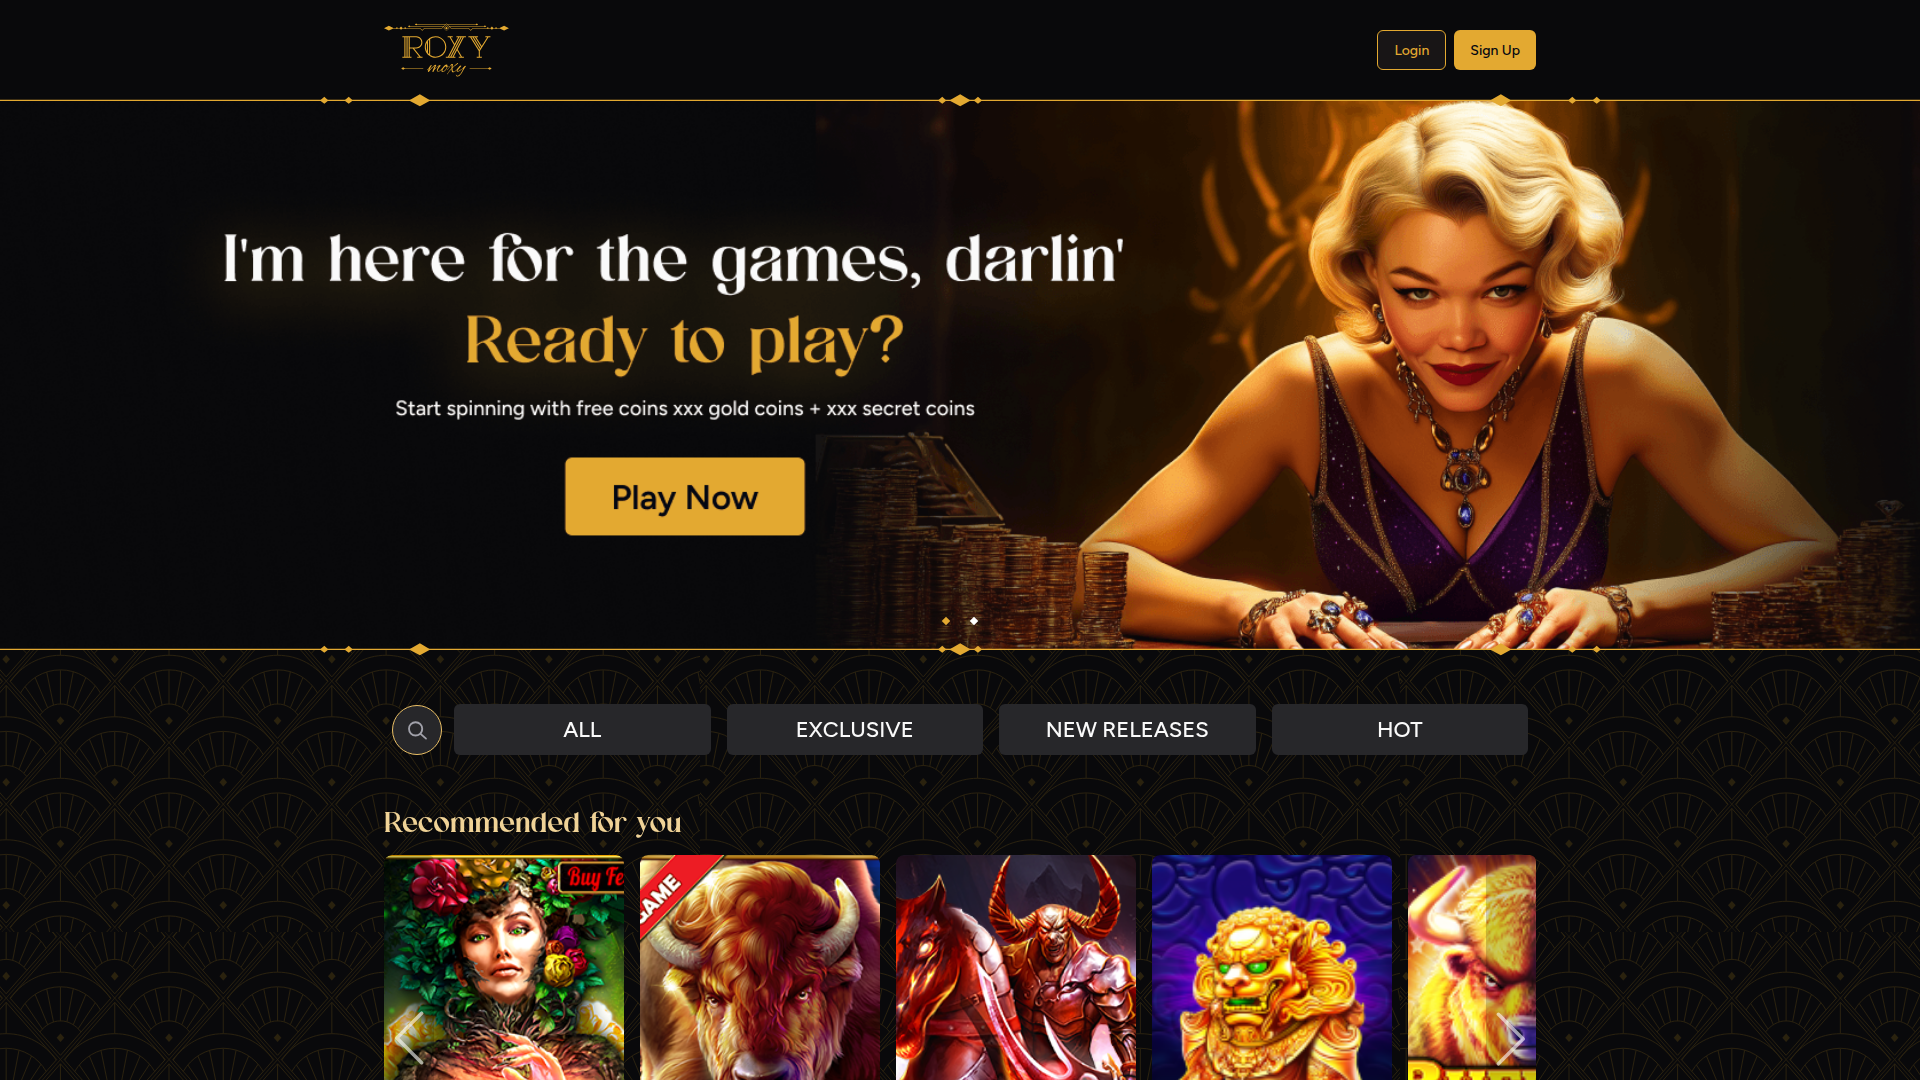 ROXY
moxy
Login
Sign Up
I'm here for the games, darlin'
Ready to play?
Start spinning with free coins xxx gold coins + xxx secret coins
Play Now
ALL
EXCLUSIVE
NEW RELEASES
HOT
Recommended for you
Buy Fe
GAME